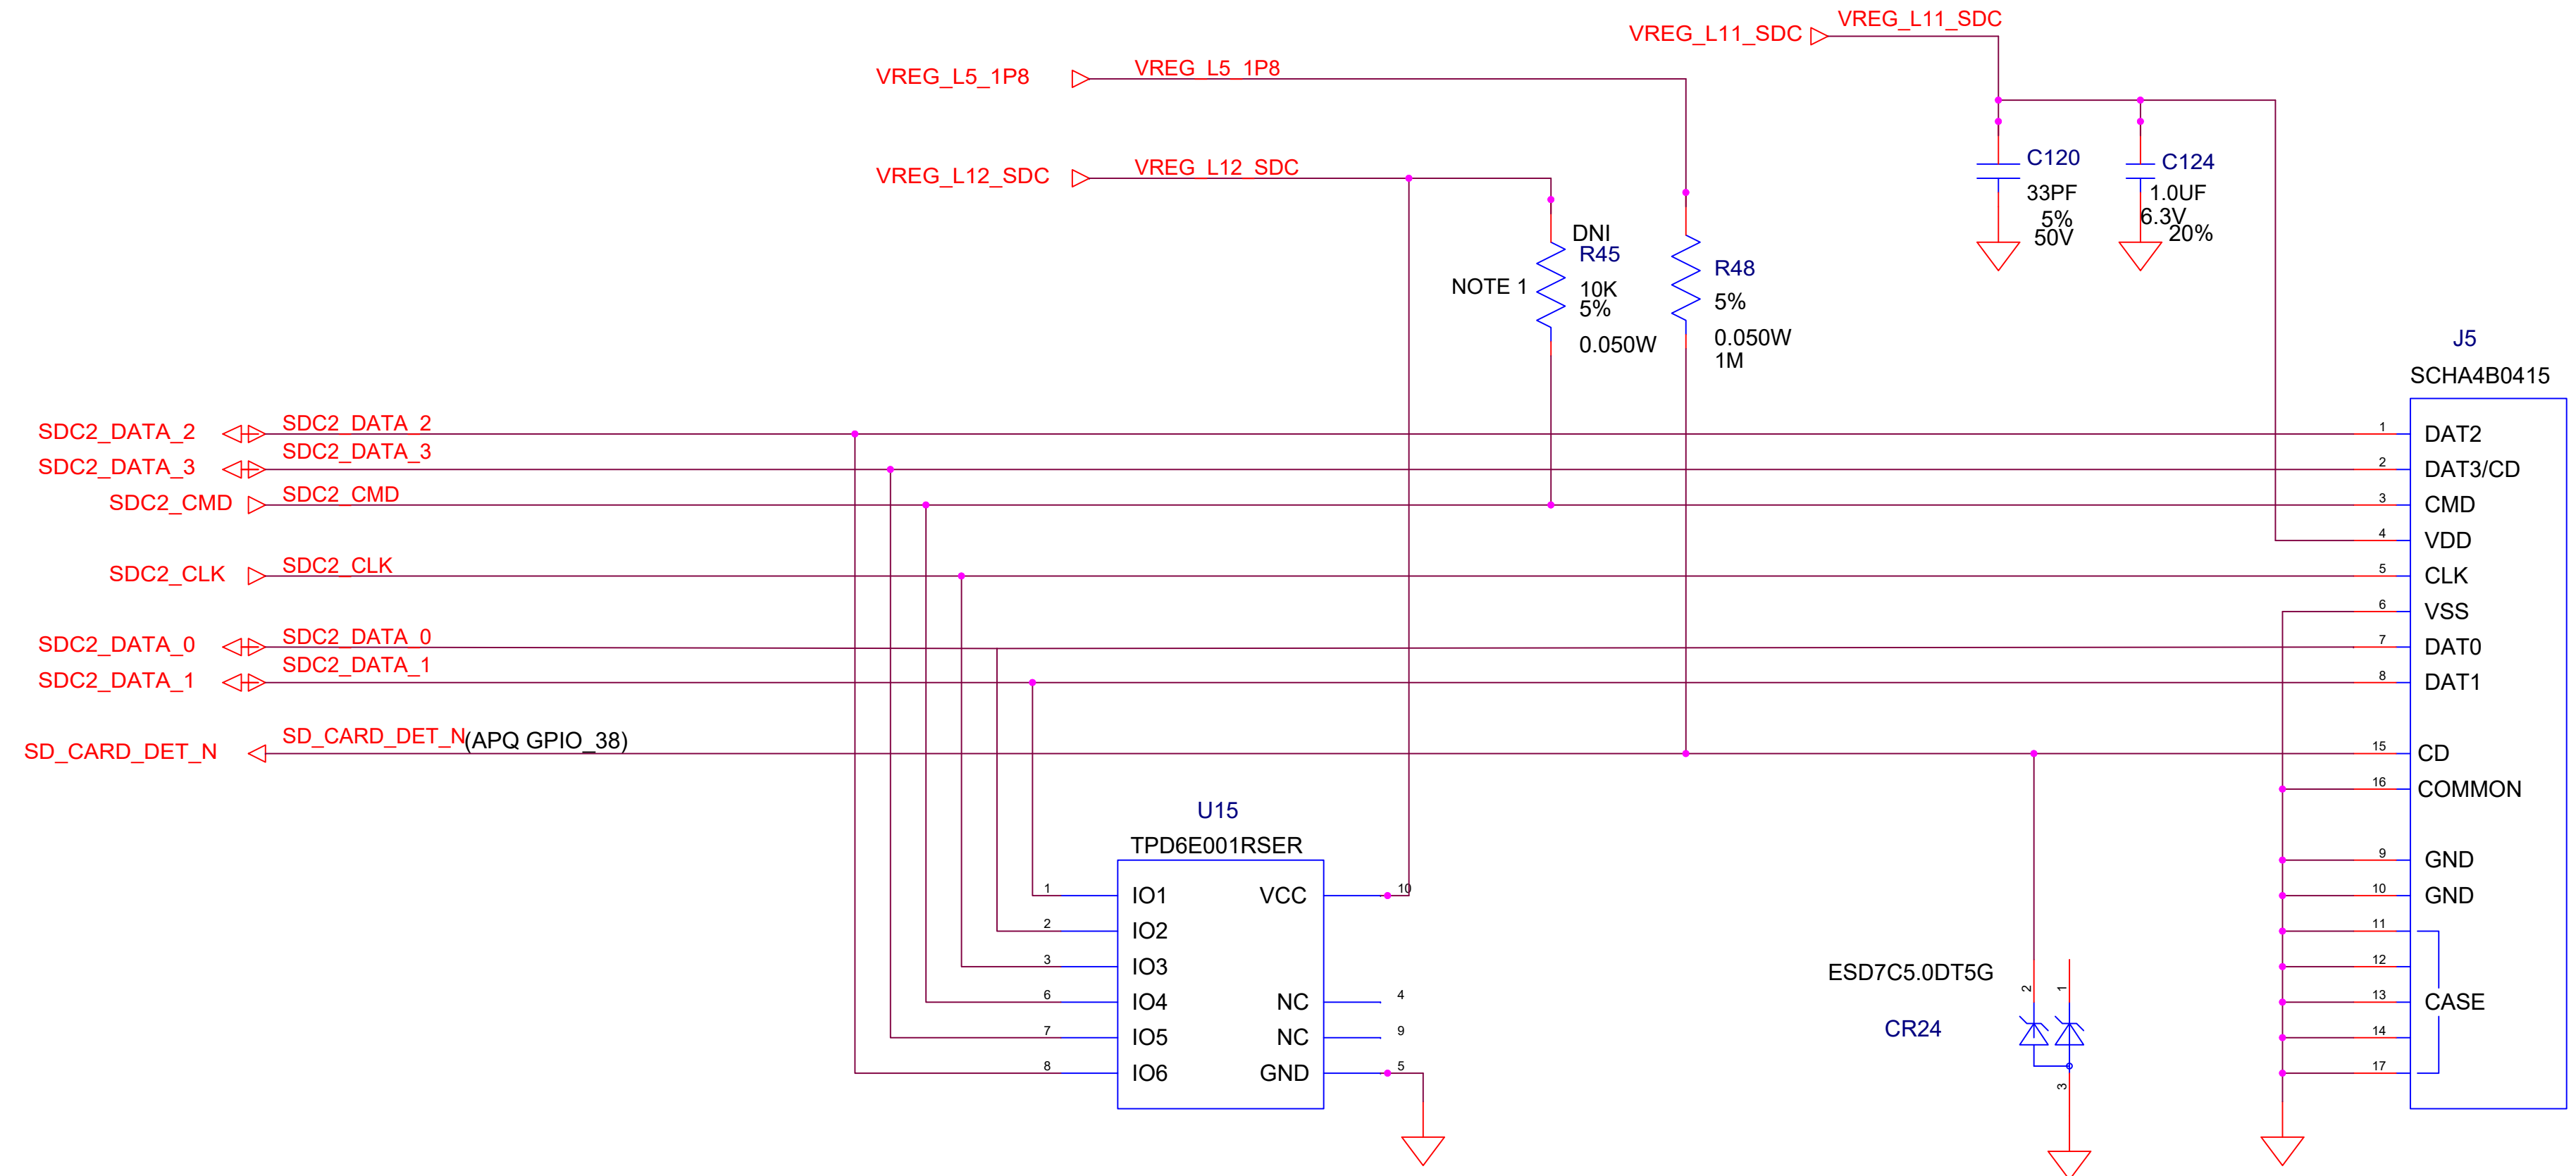 VREG_L11_SDC
VREG_L11_SDC
VREG_L5_1P8
VREG_L5_1P8
VREG_L12_SDC
VREG_L12_SDC
C120
33PF
5%
50V
C124
1.0UF
6.3V
20%
DNI
R45
NOTE 1
10K
5%
0.050W
R48
5%
0.050W
1M
J5
SCHA4B0415
SDC2_DATA_2
SDC2_DATA_2
1
DAT2
SDC2_DATA_3
SDC2_DATA_3
2
DAT3/CD
SDC2_CMD
SDC2_CMD
3
CMD
4
VDD
SDC2_CLK
SDC2_CLK
5
CLK
6
VSS
SDC2_DATA_0
SDC2_DATA_0
7
DAT0
SDC2_DATA_1
SDC2_DATA_1
8
DAT1
SD_CARD_DET_N
SD_CARD_DET_N(APQ GPIO_38)
15
CD
16
COMMON
9
GND
10
GND
11
12
13
CASE
14
17
U15
TPD6E001RSER
1
IO1
VCC
10
2
IO2
3
IO3
6
IO4
NC
4
7
IO5
NC
9
8
IO6
GND
5
ESD7C5.0DT5G
CR24
2
1
3